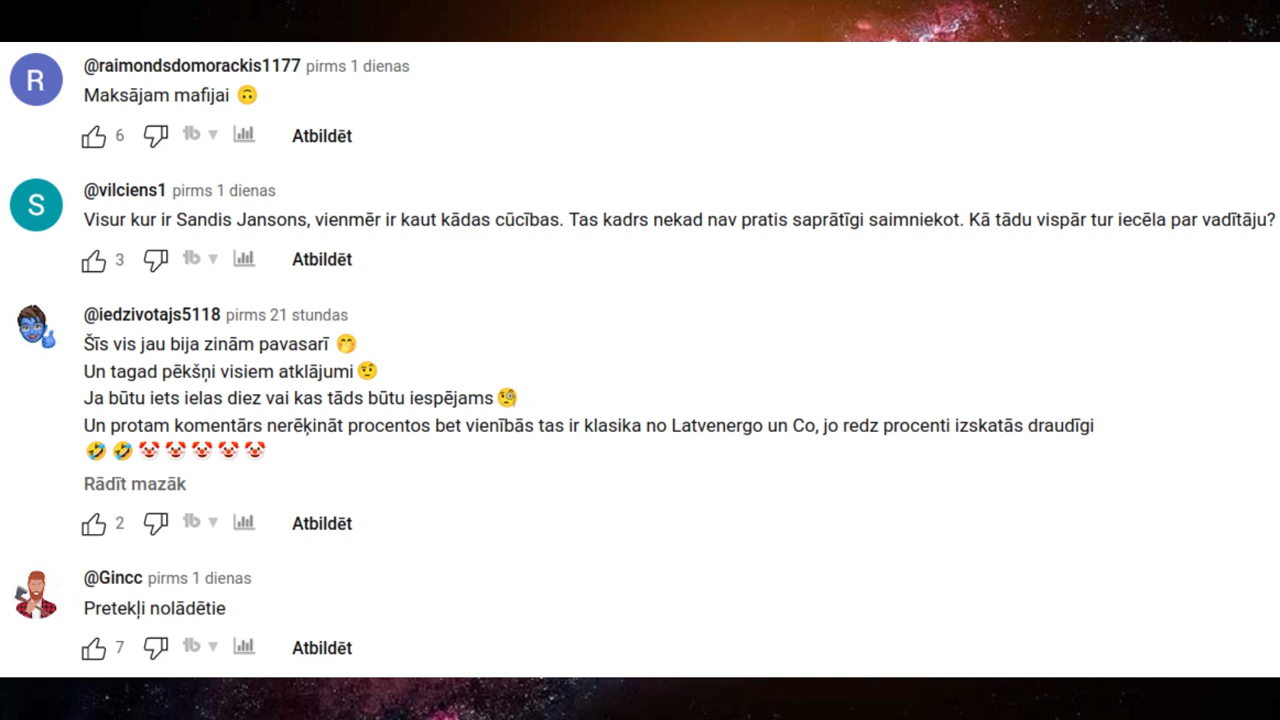 R
@raimondsdomorackis1177 pirms 1 dienas
Maksājam mafijai 🙃
6 Atbildēt
S
@vilciens1 pirms 1 dienas
Visur kur ir Sandis Jansons, vienmēr ir kaut kādas cūcības. Tas kadrs nekad nav pratis saprātīgi saimniekot. Kā tādu vispār tur iecēla par vadītāju?
3 Atbildēt
@iedzivotajs5118 pirms 21 stundas
Šīs vis jau bija zinām pavasarī 🤭
Un tagad pēkšņi visiem atklājumi 🤨
Ja būtu iets ielas diez vai kas tāds būtu iespējams 🧐
Un protam komentārs nerēķināt procentos bet vienībās tas ir klasika no Latvenergo un Co, jo redz procenti izskatās draudīgi
🤣 🤣 🤡 🤡 🤡 🤡 🤡
Rādīt mazāk
2 Atbildēt
@Gincc pirms 1 dienas
Pretekļi nolādētie
7 Atbildēt